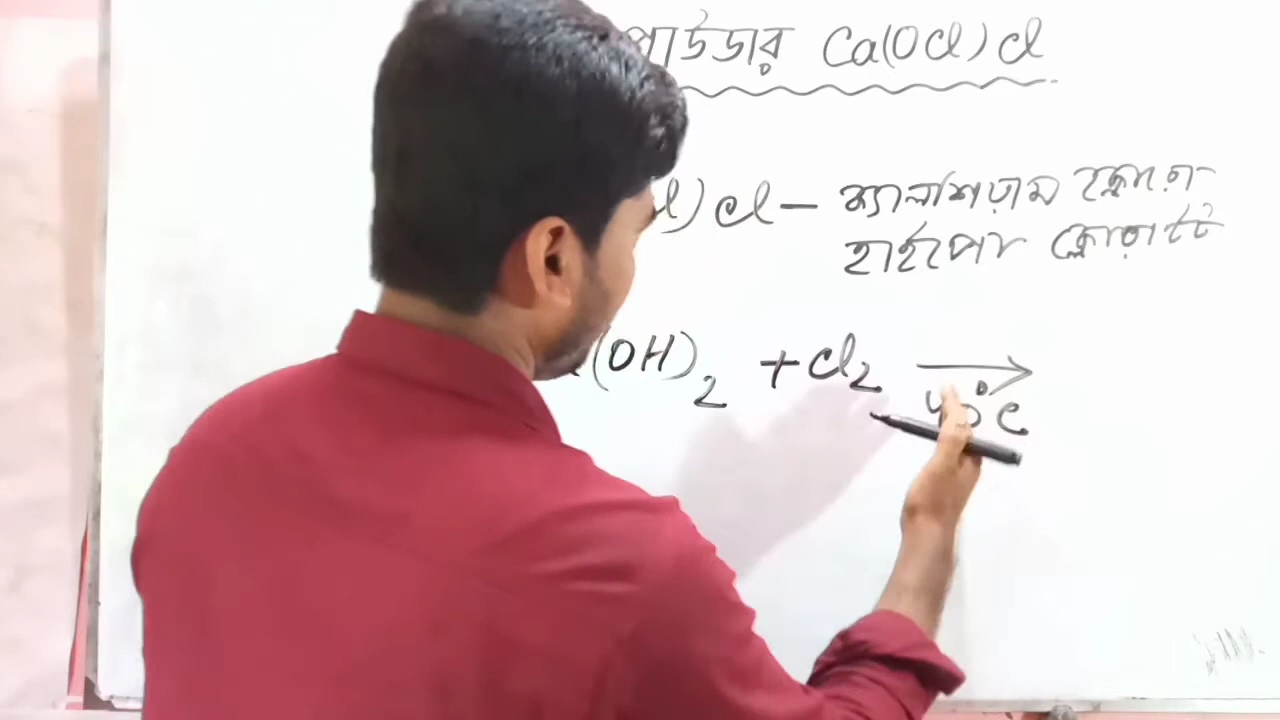 পাউডার Ca(OCl)Cl
l) Cl – ক্যালশিয়াম ক্লোরো
হাইপো ক্লোরাইট
(OH)2 + Cl2 →
40°C